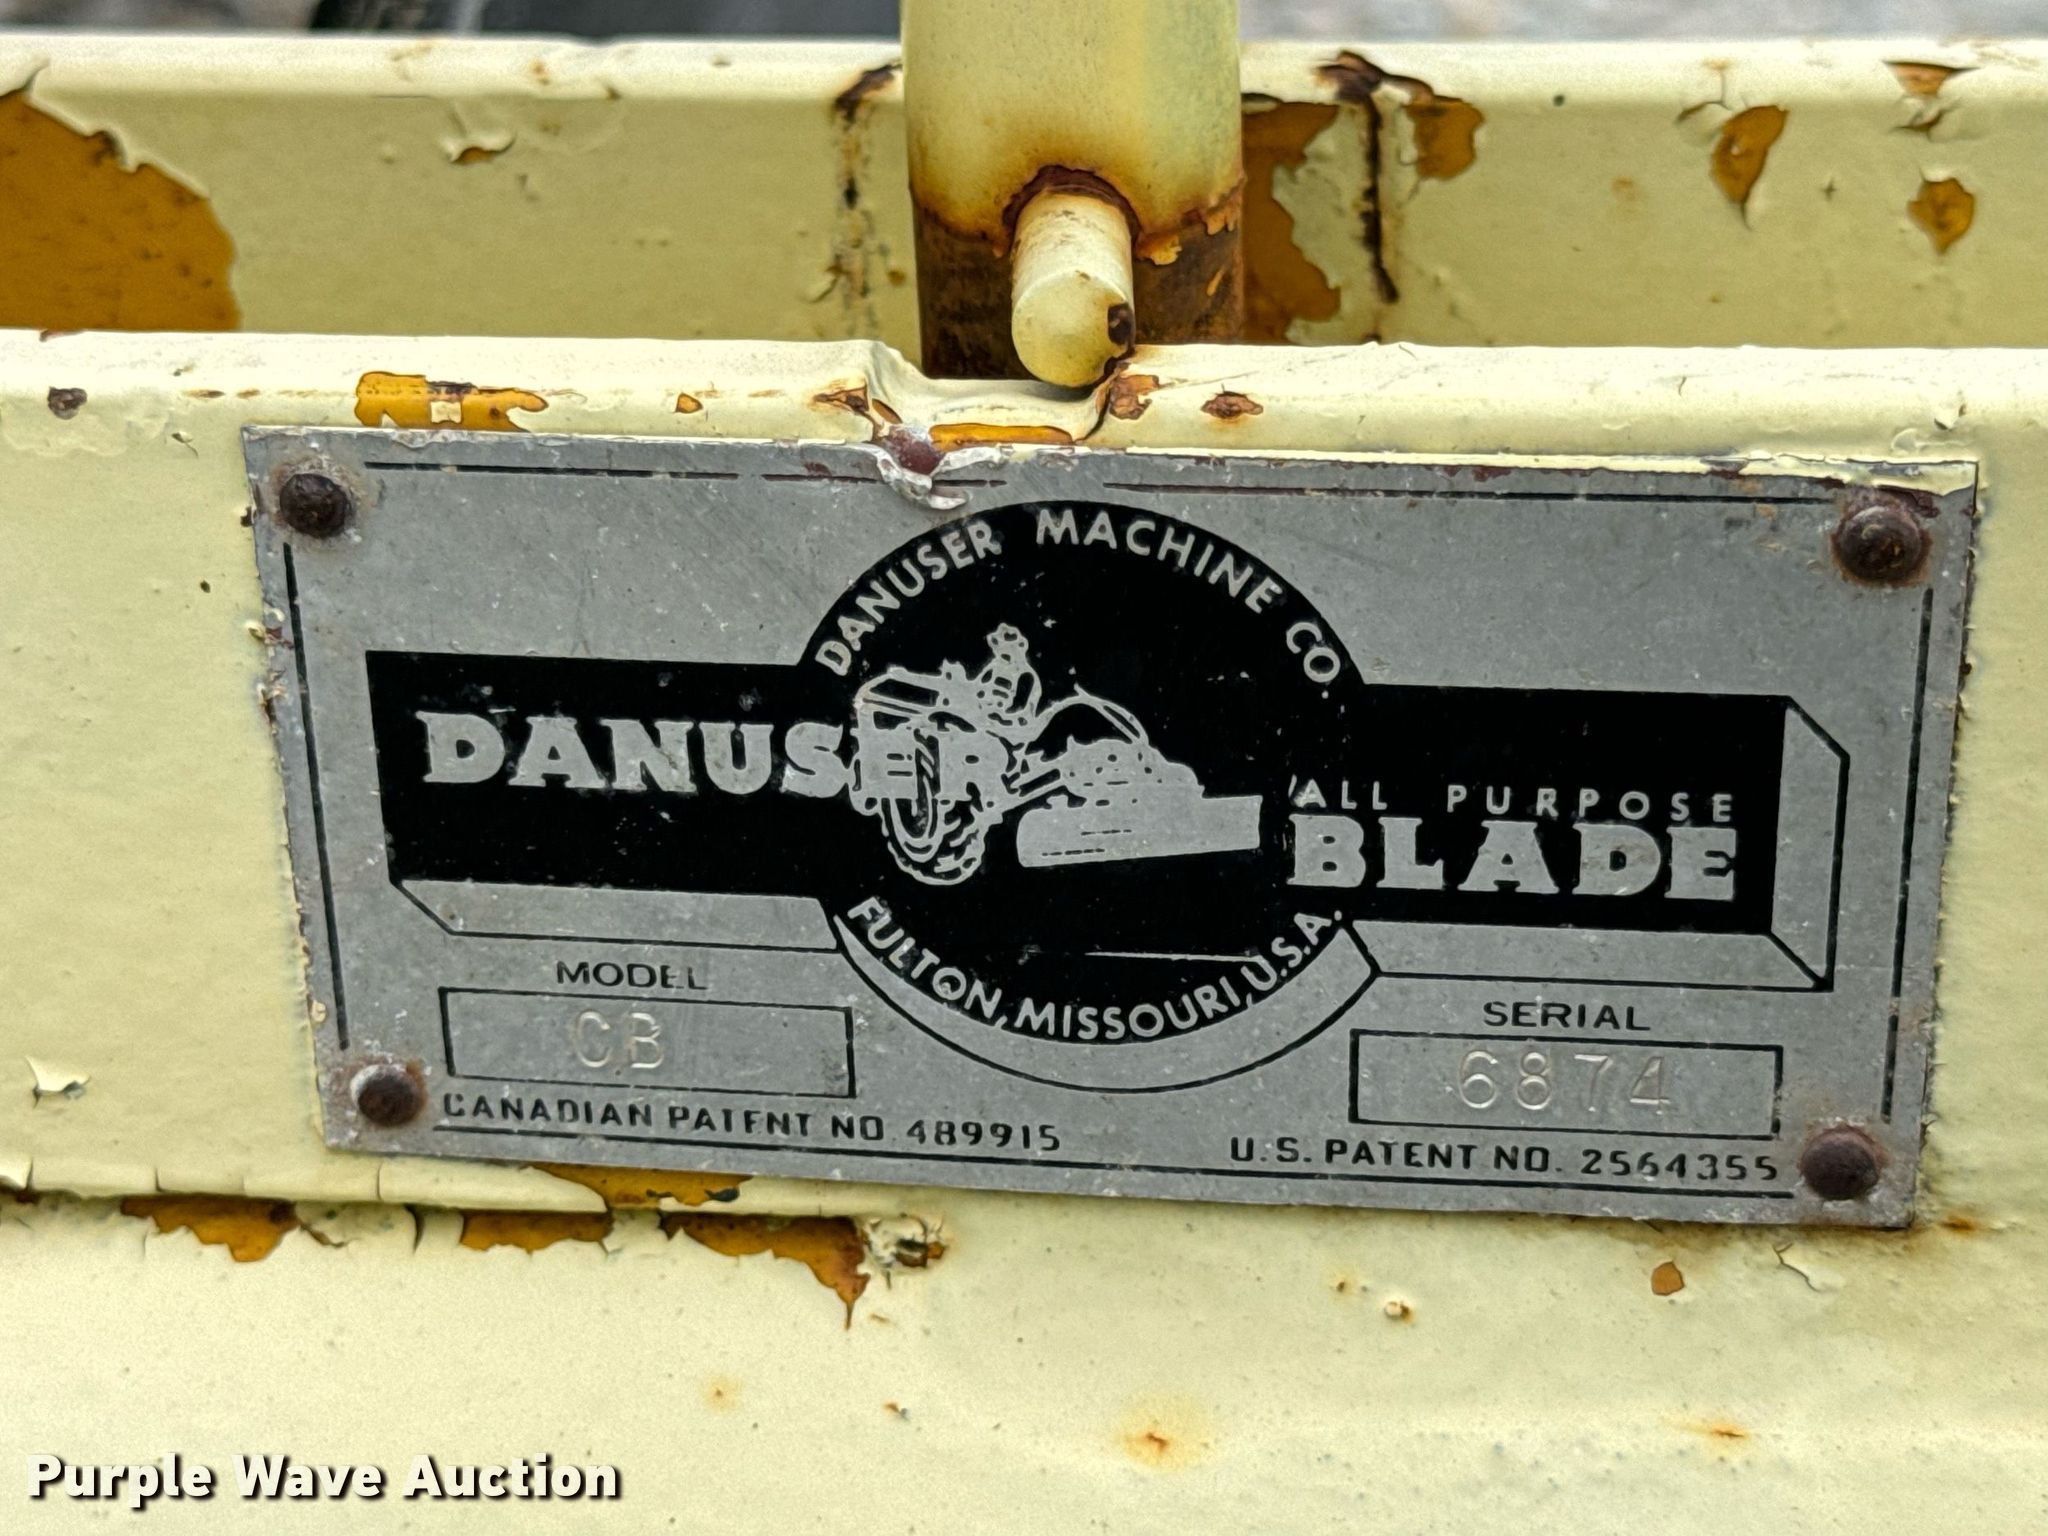 DANUSER MACHINE CO.
DANUSER
ALL PURPOSE
BLADE
FULTON, MISSOURI, U.S.A.
MODEL
CB
SERIAL
6874
CANADIAN PATENT NO. 489915
U.S. PATENT NO. 2564355
Purple Wave Auction